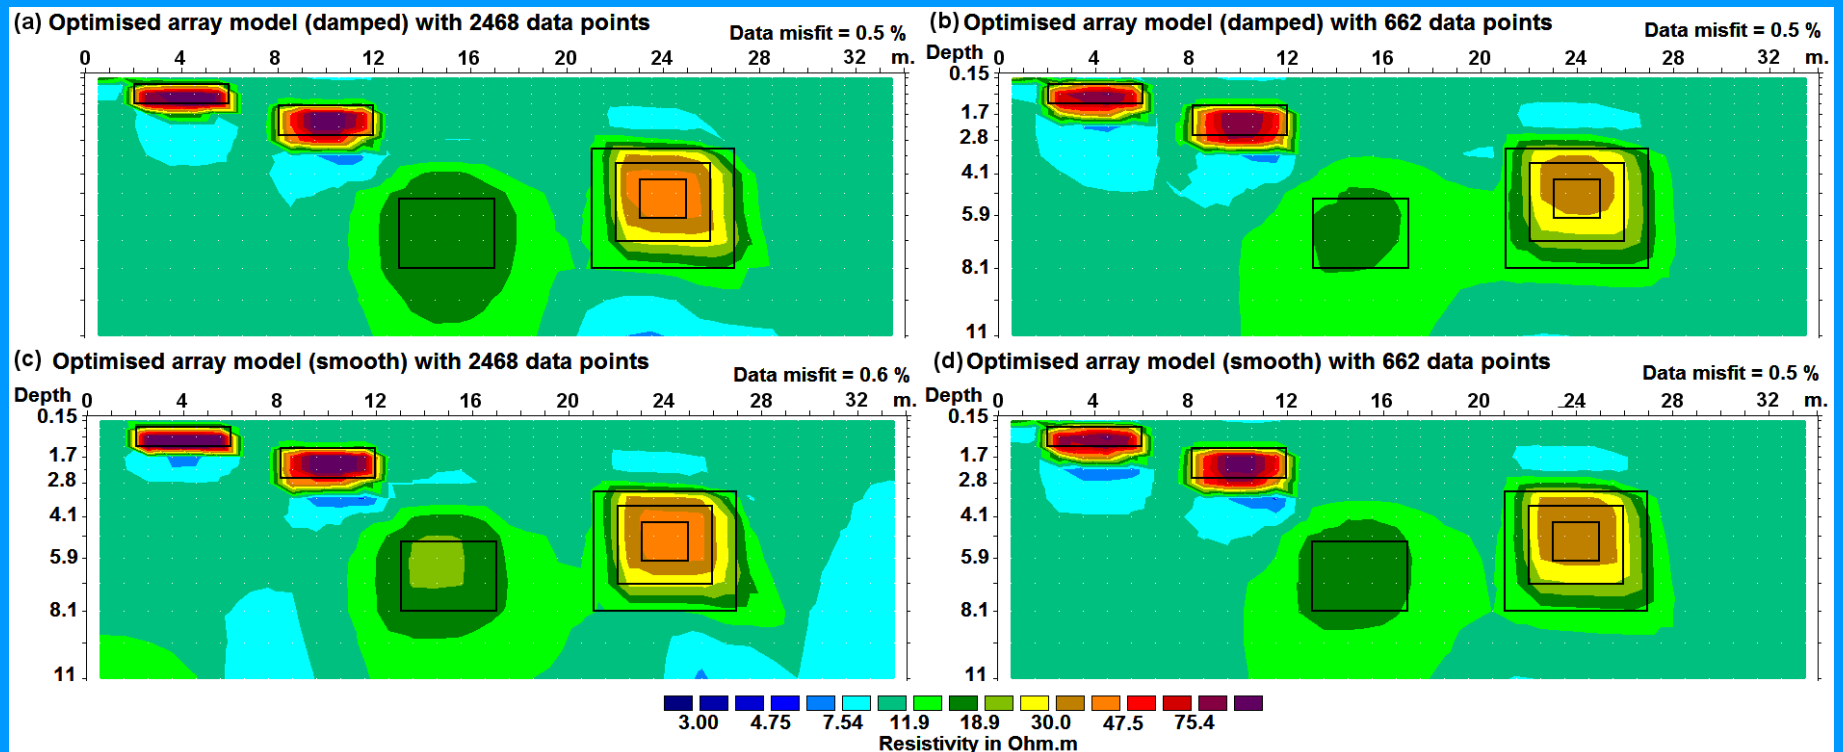 (a) Optimised array model (damped) with 2468 data points
Data misfit = 0.5 %
0 4 8 12 16 20 24 28 32 m.
(b) Optimised array model (damped) with 662 data points
Data misfit = 0.5 %
Depth 0 4 8 12 16 20 24 28 32 m.
0.15
1.7
2.8
4.1
5.9
8.1
11
(c) Optimised array model (smooth) with 2468 data points
Data misfit = 0.6 %
Depth 0 4 8 12 16 20 24 28 32 m.
0.15
1.7
2.8
4.1
5.9
8.1
11
(d) Optimised array model (smooth) with 662 data points
Data misfit = 0.5 %
0 4 8 12 16 20 24 28 32 m.
Depth
0.15
1.7
2.8
4.1
5.9
8.1
11
3.00 4.75 7.54 11.9 18.9 30.0 47.5 75.4
Resistivity in Ohm.m